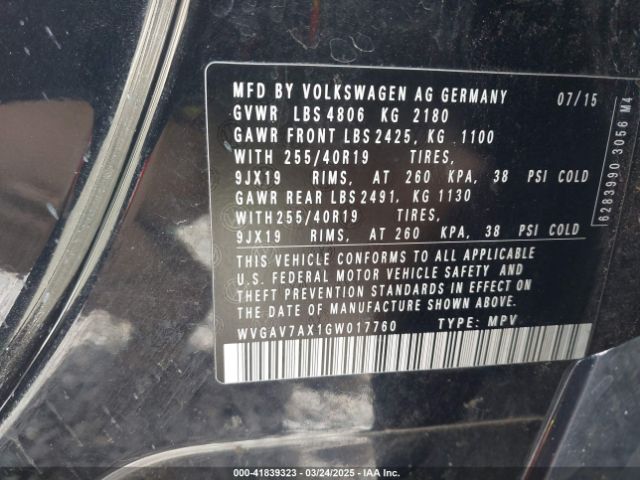 MFD BY VOLKSWAGEN AG GERMANY 07/15
GVWR LBS 4806 KG 2180
GAWR FRONT LBS 2425, KG 1100
WITH 255/40R19 TIRES,
9JX19 RIMS, AT 260 KPA, 38 PSI COLD
GAWR REAR LBS 2491, KG 1130
WITH 255/40R19 TIRES,
9JX19 RIMS, AT 260 KPA, 38 PSI COLD
THIS VEHICLE CONFORMS TO ALL APPLICABLE
U.S. FEDERAL MOTOR VEHICLE SAFETY AND
THEFT PREVENTION STANDARDS IN EFFECT ON
THE DATE OF MANUFACTURE SHOWN ABOVE.
WVGAV7AX1GW017760 TYPE: MPV
6283990 3056 M4
000-41839323 - 03/24/2025 - IAA Inc.